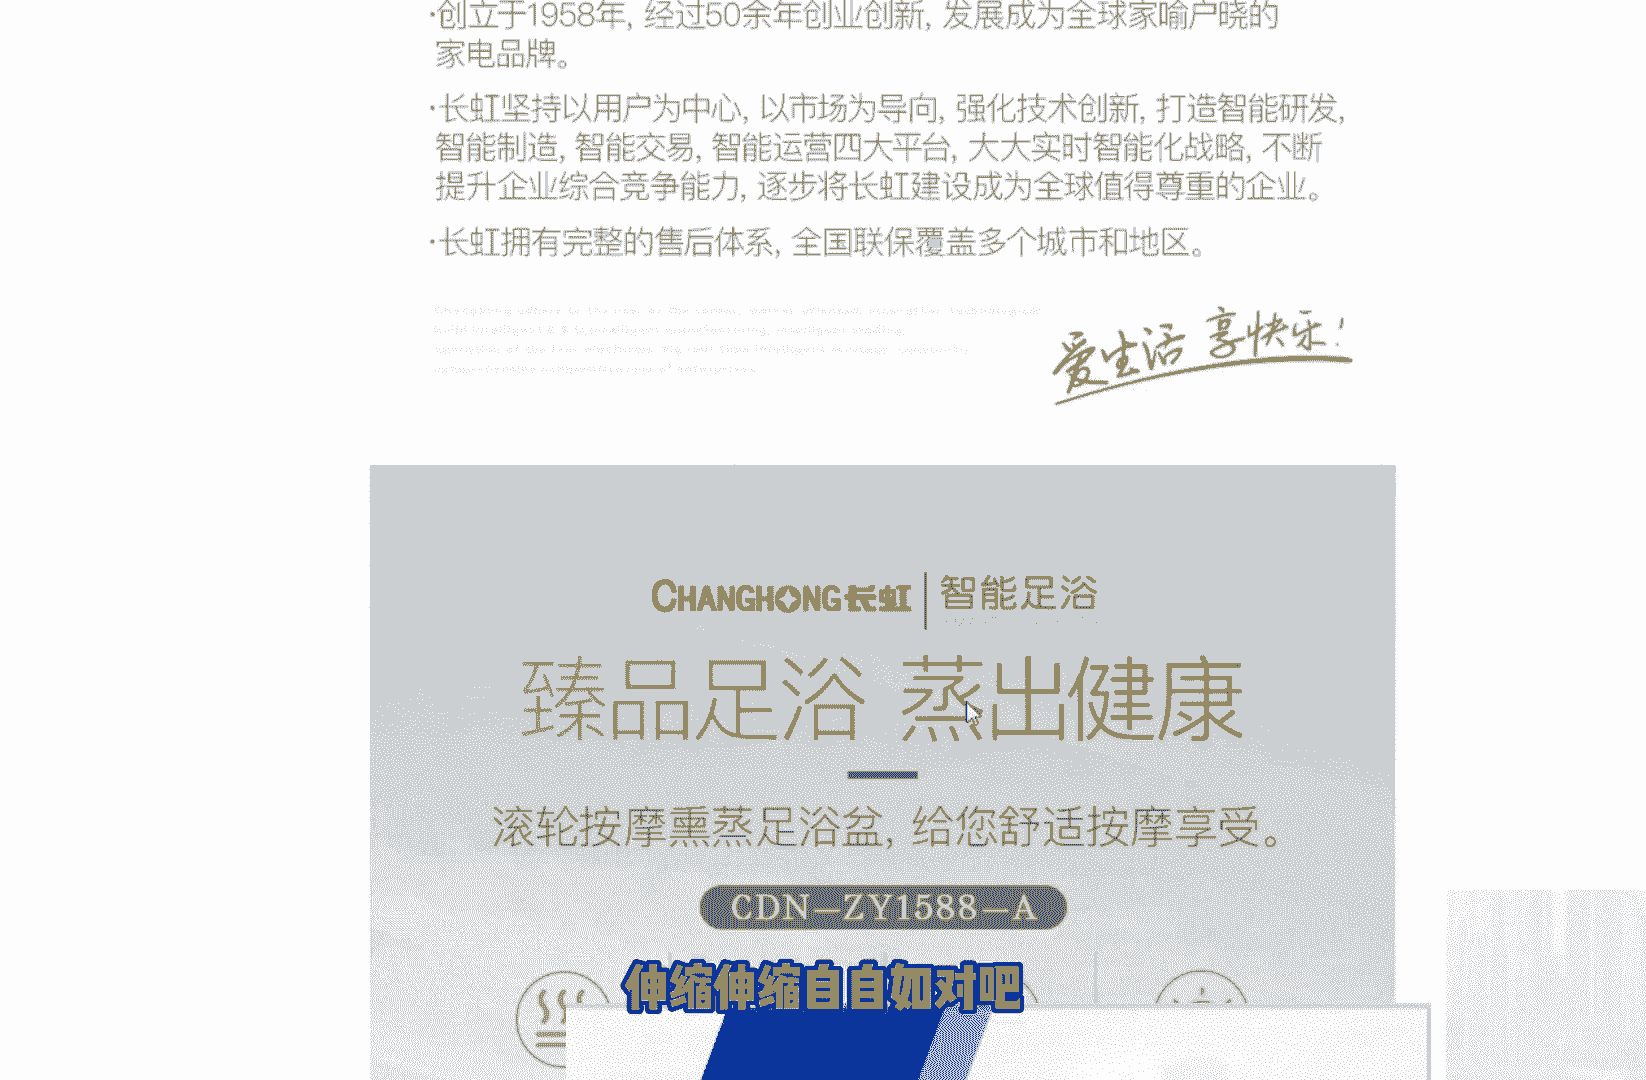 ·创立于1958年, 经过50余年创业创新, 发展成为全球家喻户晓的
家电品牌。
·长虹坚持以用户为中心, 以市场为导向, 强化技术创新, 打造智能研发,
智能制造, 智能交易, 智能运营四大平台, 大大实时智能化战略, 不断
提升企业综合竞争能力, 逐步将长虹建设成为全球值得尊重的企业。
·长虹拥有完整的售后体系, 全国联保覆盖多个城市和地区。
爱生活 享快乐!
CHANGHONG长虹 智能足浴
臻品足浴 蒸出健康
滚轮按摩熏蒸足浴盆, 给您舒适按摩享受。
CDN—ZY1588—A
伸缩伸缩自自如对吧